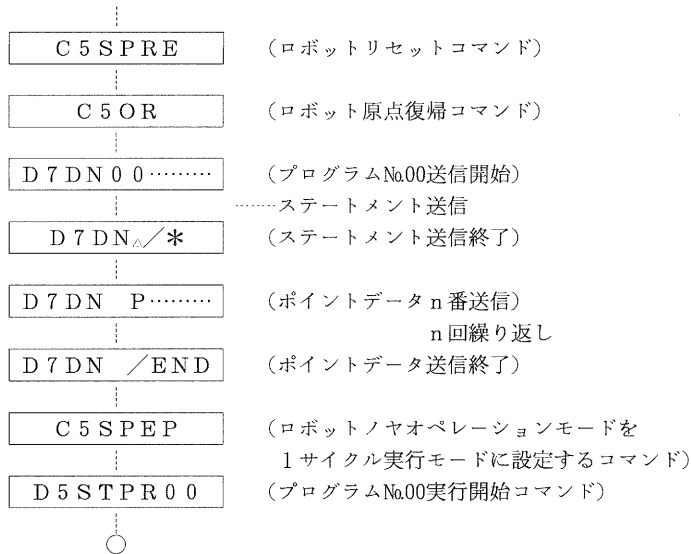 C5SPRE (ロボットリセットコマンド)
C5OR (ロボット原点復帰コマンド)
D7DN00……… (プログラム№00送信開始)
………ステートメント送信
D7DN△/* (ステートメント送信終了)
D7DN P……… (ポイントデータn番送信)
n回繰り返し
D7DN /END (ポイントデータ送信終了)
C5SPEP (ロボットノヤオペレーションモードを
1サイクル実行モードに設定するコマンド)
D5STPR00 (プログラム№00実行開始コマンド)